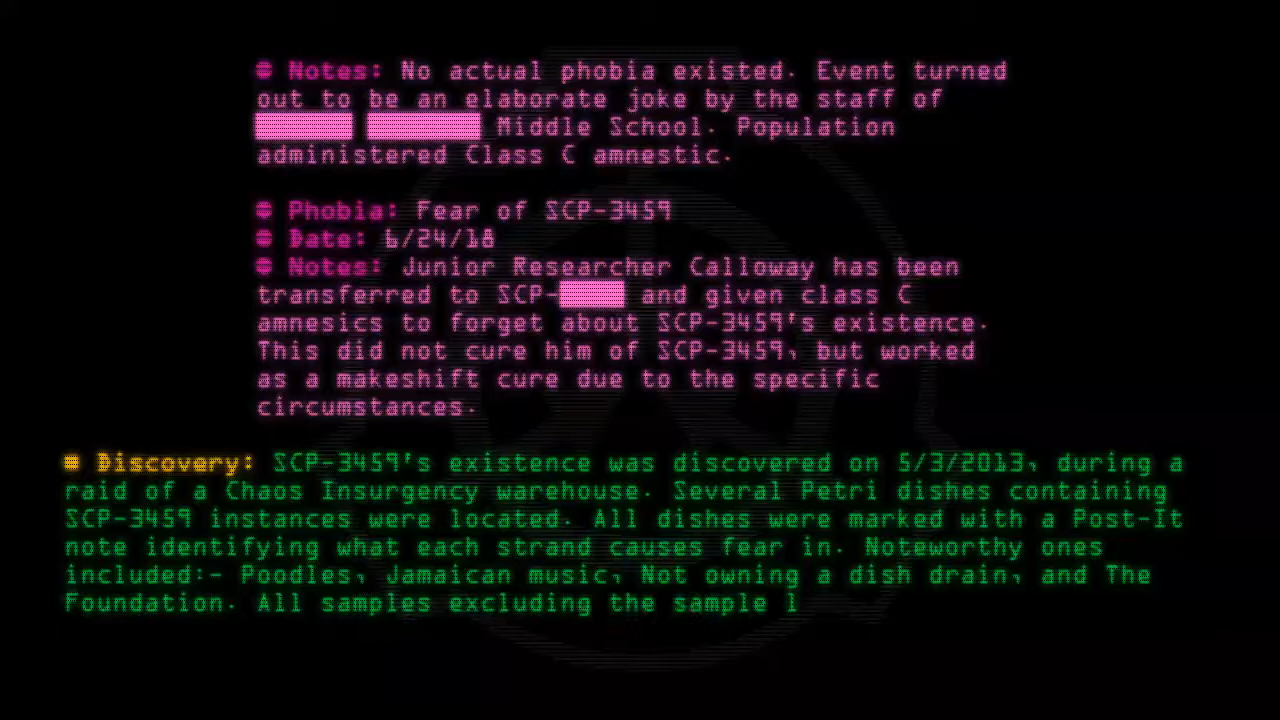 Notes: No actual phobia existed. Event turned
out to be an elaborate joke by the staff of
Middle School. Population
administered Class C amnestic.
Phobia: Fear of SCP-3459
Date: 6/24/18
Notes: Junior Researcher Calloway has been
transferred to SCP-████ and given class C
amnesics to forget about SCP-3459's existence.
This did not cure him of SCP-3459, but worked
as a makeshift cure due to the specific
circumstances.
Discovery: SCP-3459's existence was discovered on 5/3/2013, during a
raid of a Chaos Insurgency warehouse. Several Petri dishes containing
SCP-3459 instances were located. All dishes were marked with a Post-It
note identifying what each strand causes fear in. Noteworthy ones
included:- Poodles, Jamaican music, Not owning a dish drain, and The
Foundation. All samples excluding the sample l